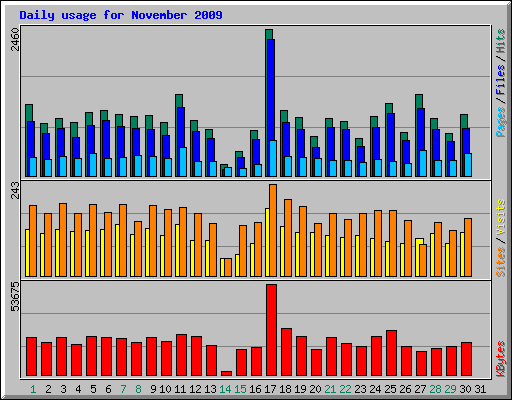 Daily usage for November 2009
2460
243
53675
Pages / Files / Hits
Sites / Visits
KBytes
1 2 3 4 5 6 7 8 9 10 11 12 13 14 15 16 17 18 19 20 21 22 23 24 25 26 27 28 29 30 31